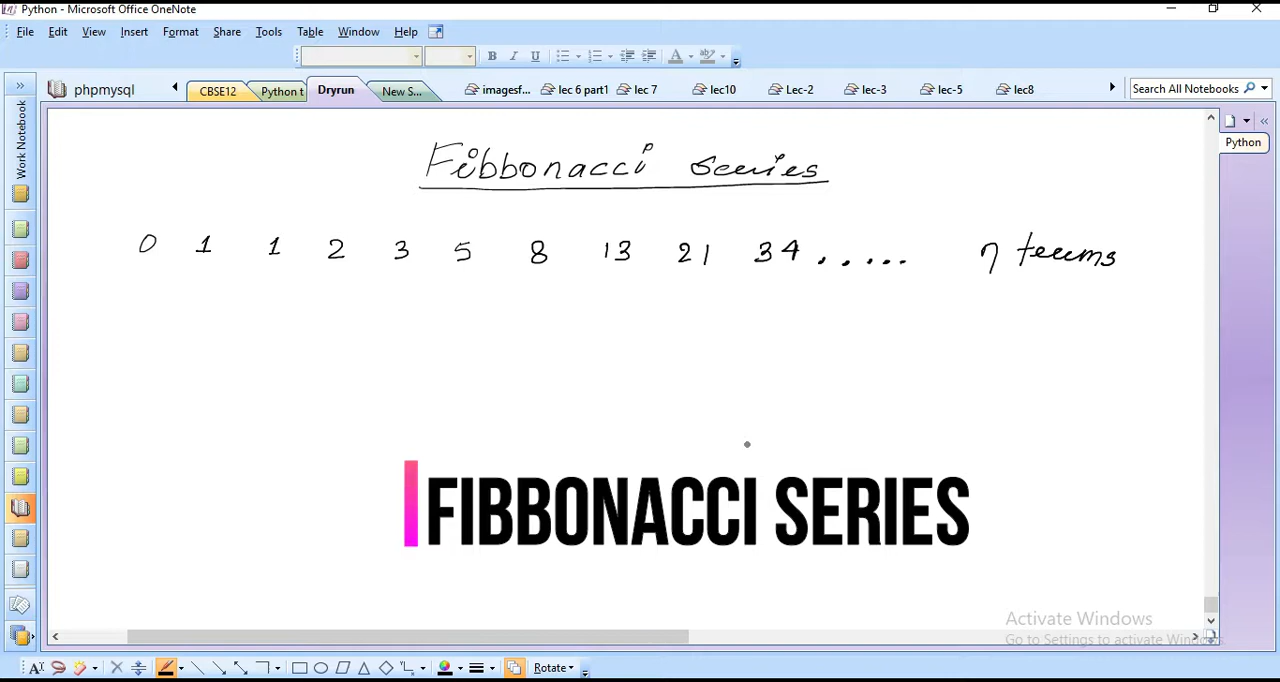 Python - Microsoft Office OneNote
File Edit View Insert Format Share Tools Table Window Help
B I U A ab
phpmysql CBSE12 Python t Dryrun New S... imagesf... lec 6 part1 lec 7 lec10 Lec-2 lec-3 lec-5 lec8 Search All Notebooks
Work Notebook
Python
Fibbonacci Series
0 1 1 2 3 5 8 13 21 34 ..... n terms
FIBBONACCI SERIES
Activate Windows
Go to Settings to activate Windows.
A Rotate